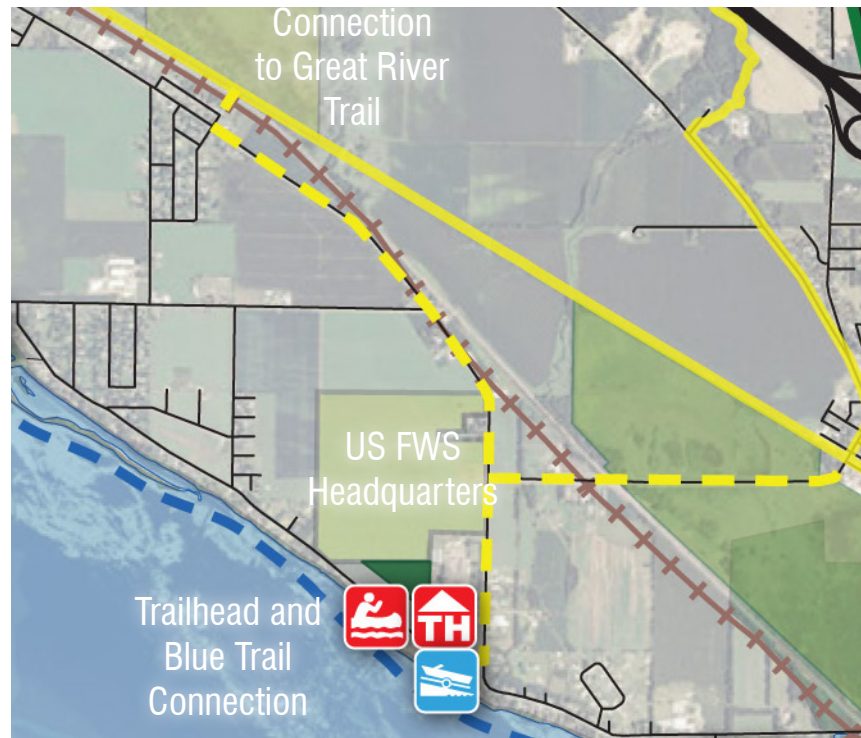 Connection
to Great River
Trail
US FWS
Headquarters
Trailhead and
Blue Trail
Connection
TH